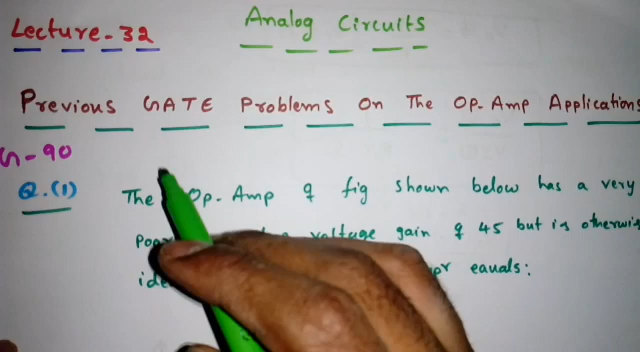 Lecture-32
Analog Circuits
Previous GATE Problems On The Op-Amp Applications
G-90
Q.(1)
The Op-Amp of fig shown below has a very
voltage gain of 45 but is
equals: